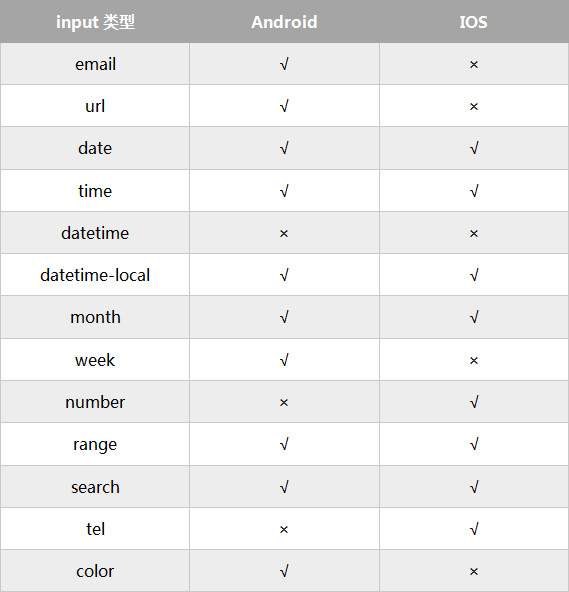 input 类型 Android IOS
email √ ×
url √ ×
date √ √
time √ √
datetime × ×
datetime-local √ √
month √ √
week √ ×
number × √
range √ √
search √ √
tel × √
color √ ×